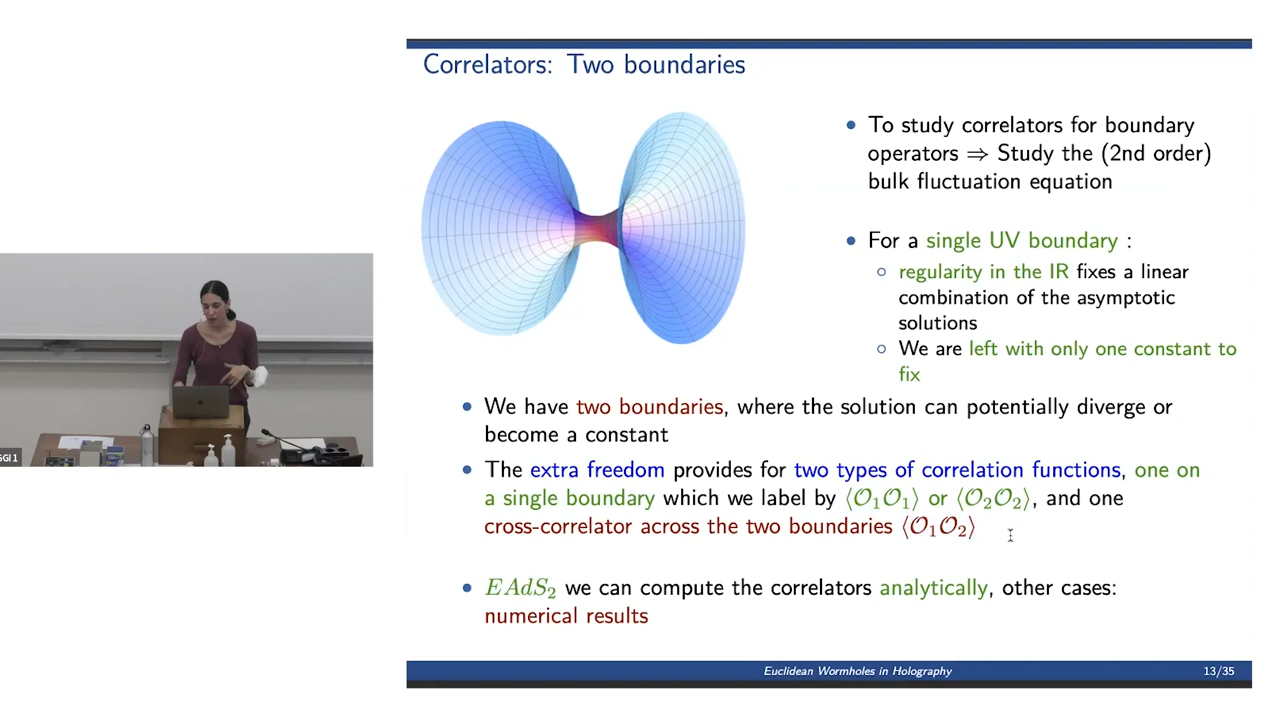 Correlators: Two boundaries
• To study correlators for boundary
operators ⇒ Study the (2nd order)
bulk fluctuation equation
• For a single UV boundary :
○ regularity in the IR fixes a linear
combination of the asymptotic
solutions
○ We are left with only one constant to
fix
• We have two boundaries, where the solution can potentially diverge or
become a constant
• The extra freedom provides for two types of correlation functions, one on
a single boundary which we label by ⟨𝒪₁𝒪₁⟩ or ⟨𝒪₂𝒪₂⟩, and one
cross-correlator across the two boundaries ⟨𝒪₁𝒪₂⟩
• EAdS₂ we can compute the correlators analytically, other cases:
numerical results
GGI 1
Euclidean Wormholes in Holography
13/35